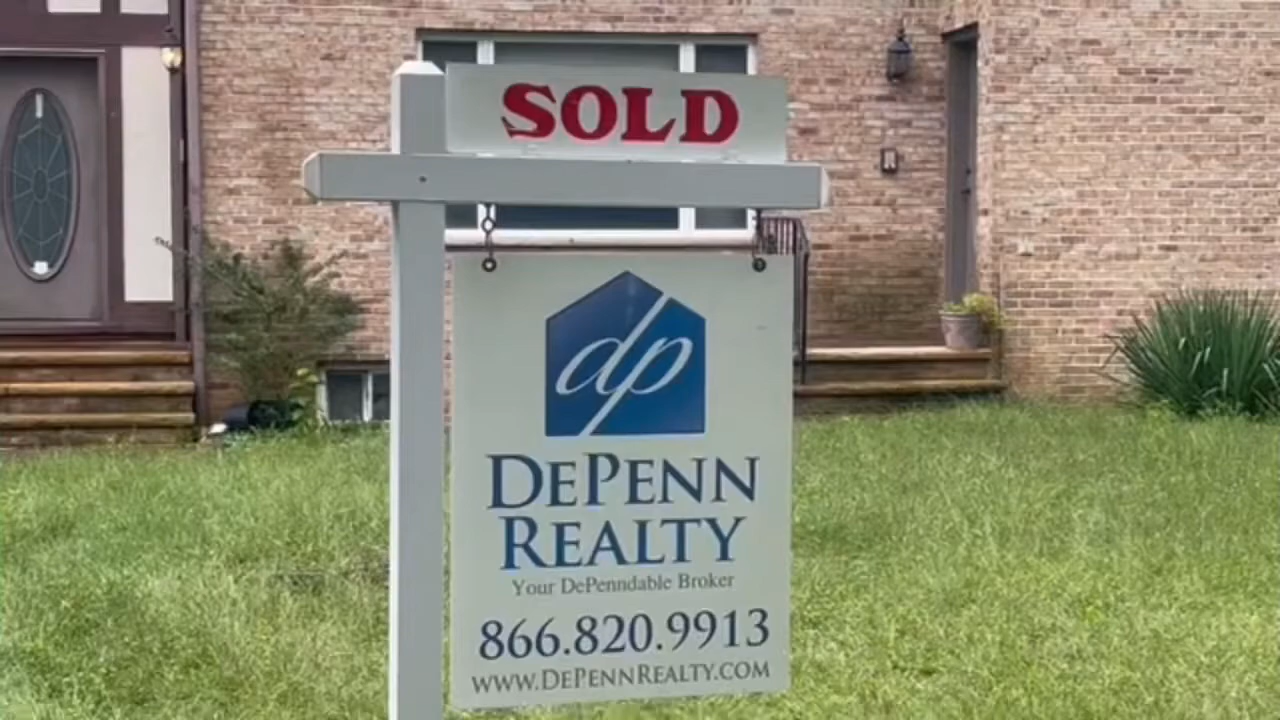 SOLD
dp
DEPENN
REALTY
Your DePenndable Broker
866.820.9913
WWW.DEPENNREALTY.COM